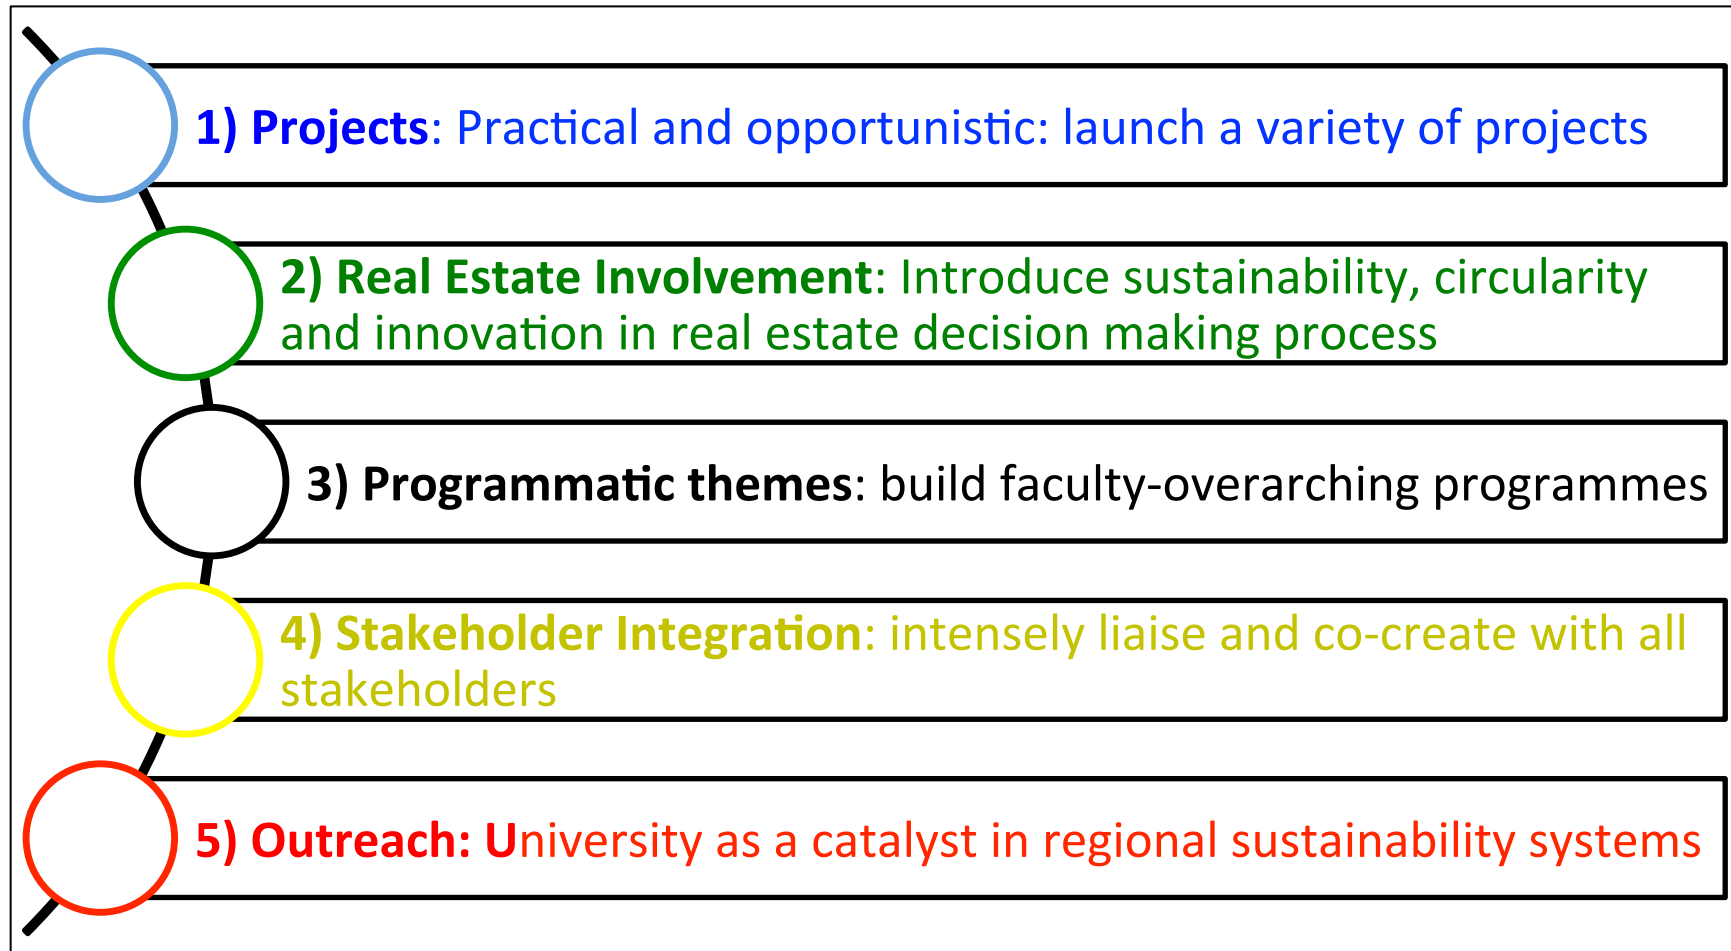 1) Projects: Practical and opportunistic: launch a variety of projects
2) Real Estate Involvement: Introduce sustainability, circularity
and innovation in real estate decision making process
3) Programmatic themes: build faculty-overarching programmes
4) Stakeholder Integration: intensely liaise and co-create with all
stakeholders
5) Outreach: University as a catalyst in regional sustainability systems